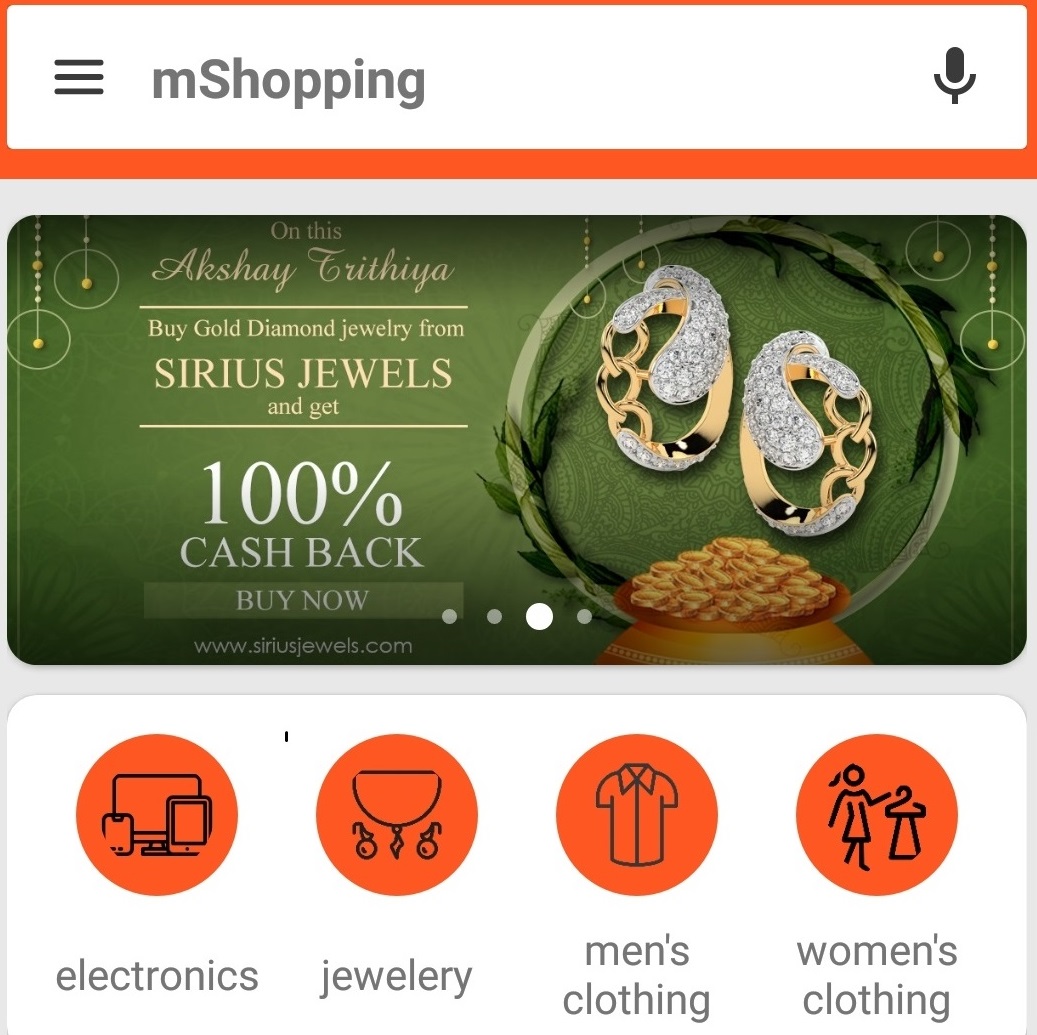 mShopping
On this
Akshay Trithiya
Buy Gold Diamond jewelry from
SIRIUS JEWELS
and get
100%
CASH BACK
BUY NOW
www.siriusjewels.com
electronics
jewelery
men's
clothing
women's
clothing